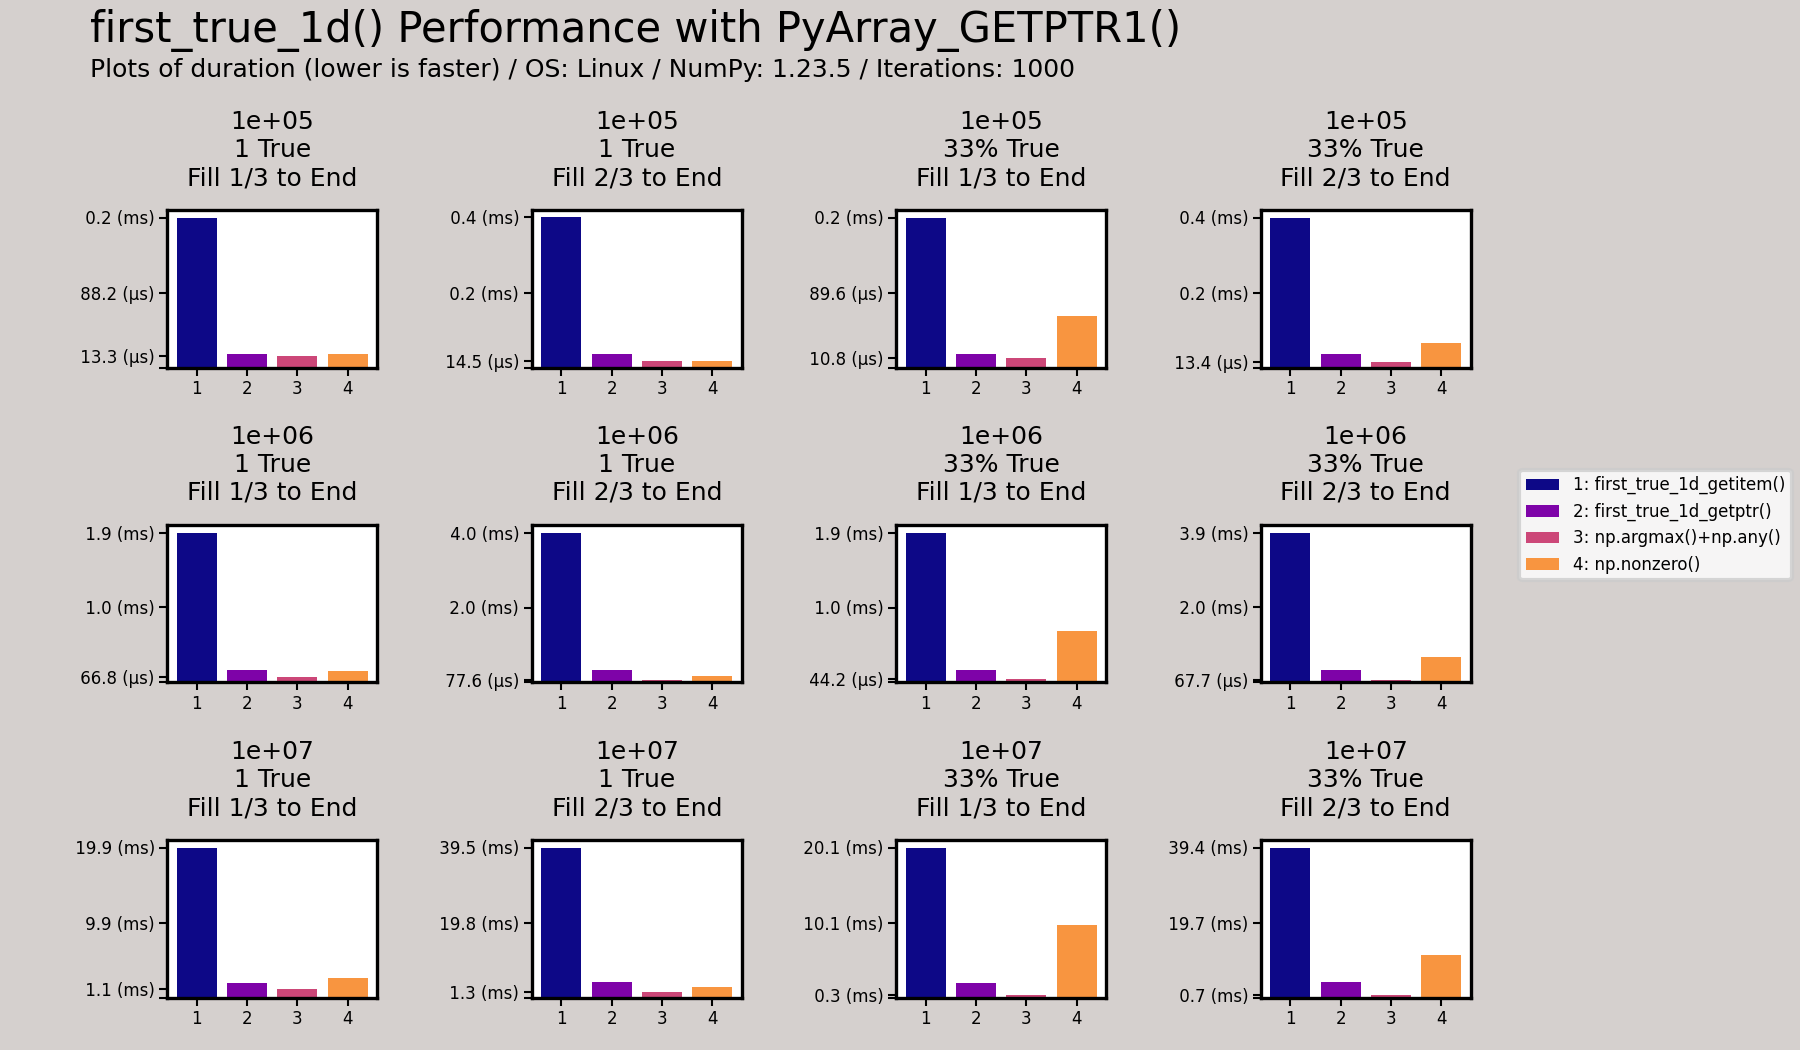 first_true_1d() Performance with PyArray_GETPTR1()
Plots of duration (lower is faster) / OS: Linux / NumPy: 1.23.5 / Iterations: 1000
1e+05
1 True
Fill 1/3 to End
0.2 (ms)
88.2 (µs)
13.3 (µs)
1 2 3 4
1e+05
1 True
Fill 2/3 to End
0.4 (ms)
0.2 (ms)
14.5 (µs)
1 2 3 4
1e+05
33% True
Fill 1/3 to End
0.2 (ms)
89.6 (µs)
10.8 (µs)
1 2 3 4
1e+05
33% True
Fill 2/3 to End
0.4 (ms)
0.2 (ms)
13.4 (µs)
1 2 3 4
1e+06
1 True
Fill 1/3 to End
1.9 (ms)
1.0 (ms)
66.8 (µs)
1 2 3 4
1e+06
1 True
Fill 2/3 to End
4.0 (ms)
2.0 (ms)
77.6 (µs)
1 2 3 4
1e+06
33% True
Fill 1/3 to End
1.9 (ms)
1.0 (ms)
44.2 (µs)
1 2 3 4
1e+06
33% True
Fill 2/3 to End
3.9 (ms)
2.0 (ms)
67.7 (µs)
1 2 3 4
1: first_true_1d_getitem()
2: first_true_1d_getptr()
3: np.argmax()+np.any()
4: np.nonzero()
1e+07
1 True
Fill 1/3 to End
19.9 (ms)
9.9 (ms)
1.1 (ms)
1 2 3 4
1e+07
1 True
Fill 2/3 to End
39.5 (ms)
19.8 (ms)
1.3 (ms)
1 2 3 4
1e+07
33% True
Fill 1/3 to End
20.1 (ms)
10.1 (ms)
0.3 (ms)
1 2 3 4
1e+07
33% True
Fill 2/3 to End
39.4 (ms)
19.7 (ms)
0.7 (ms)
1 2 3 4